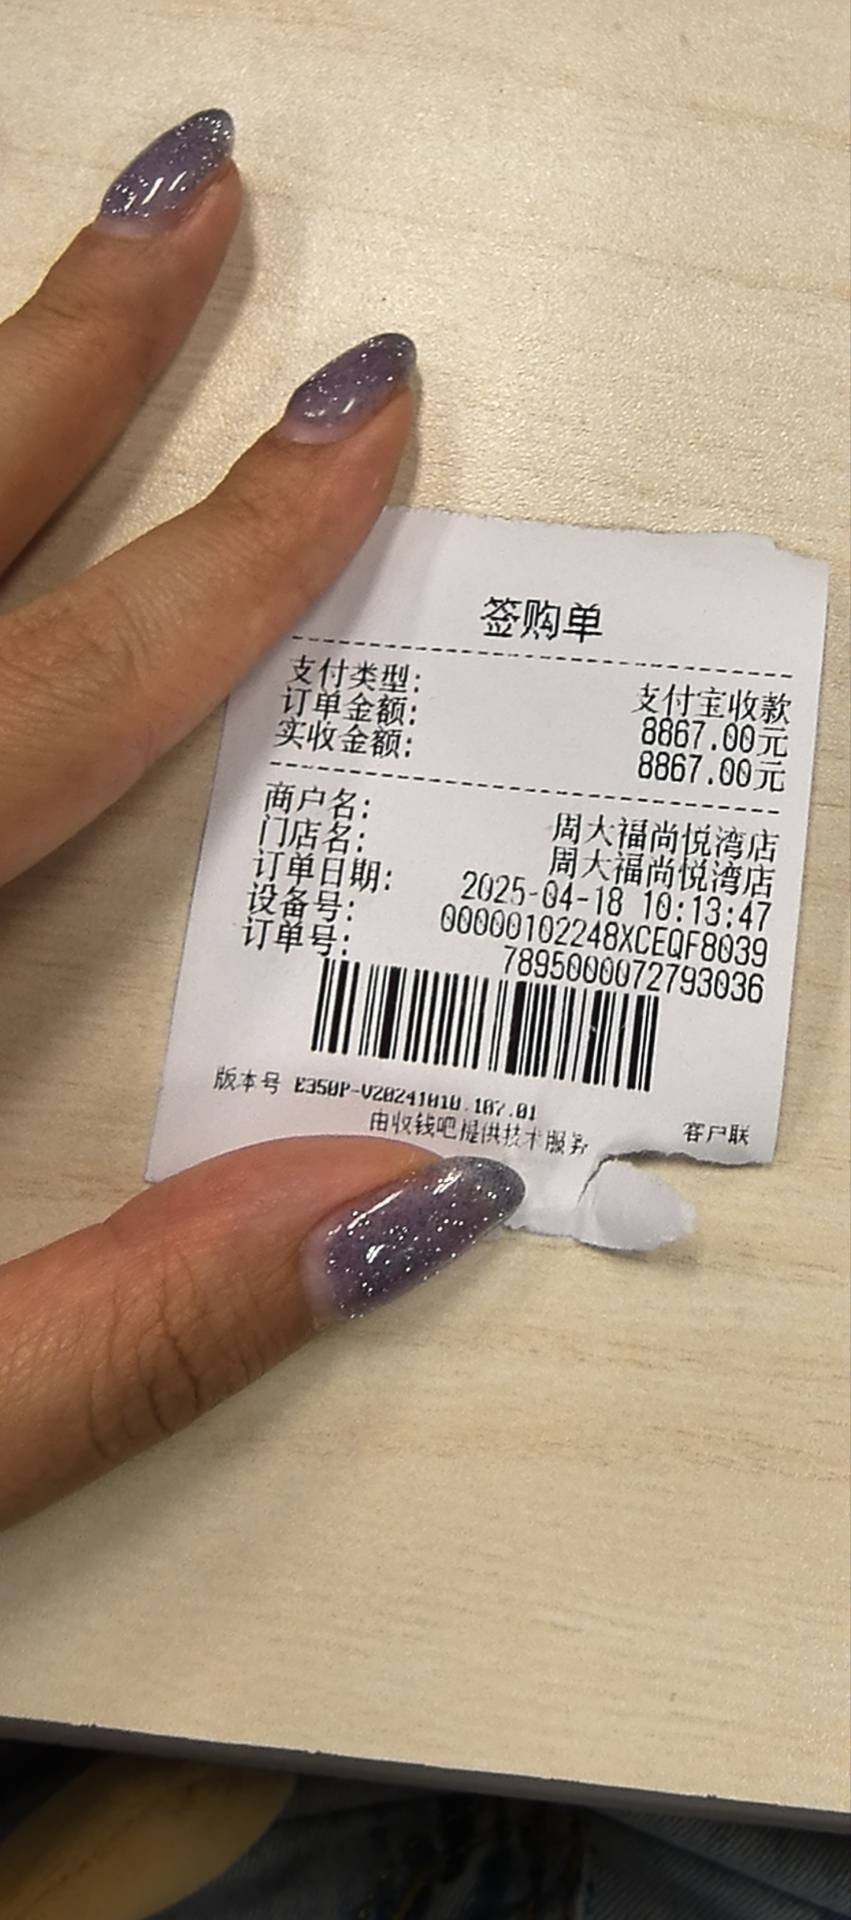 签购单
支付类型: 支付宝收款
订单金额: 8867.00元
实收金额: 8867.00元
商户名: 周大福尚悦湾店
门店名: 周大福尚悦湾店
订单日期: 2025-04-18 10:13:47
设备号: 00000102248XCEQF8039
订单号: 7895000072793036
版本号 E350P-V20241010.107.01
由收钱吧提供技术服务 客户联